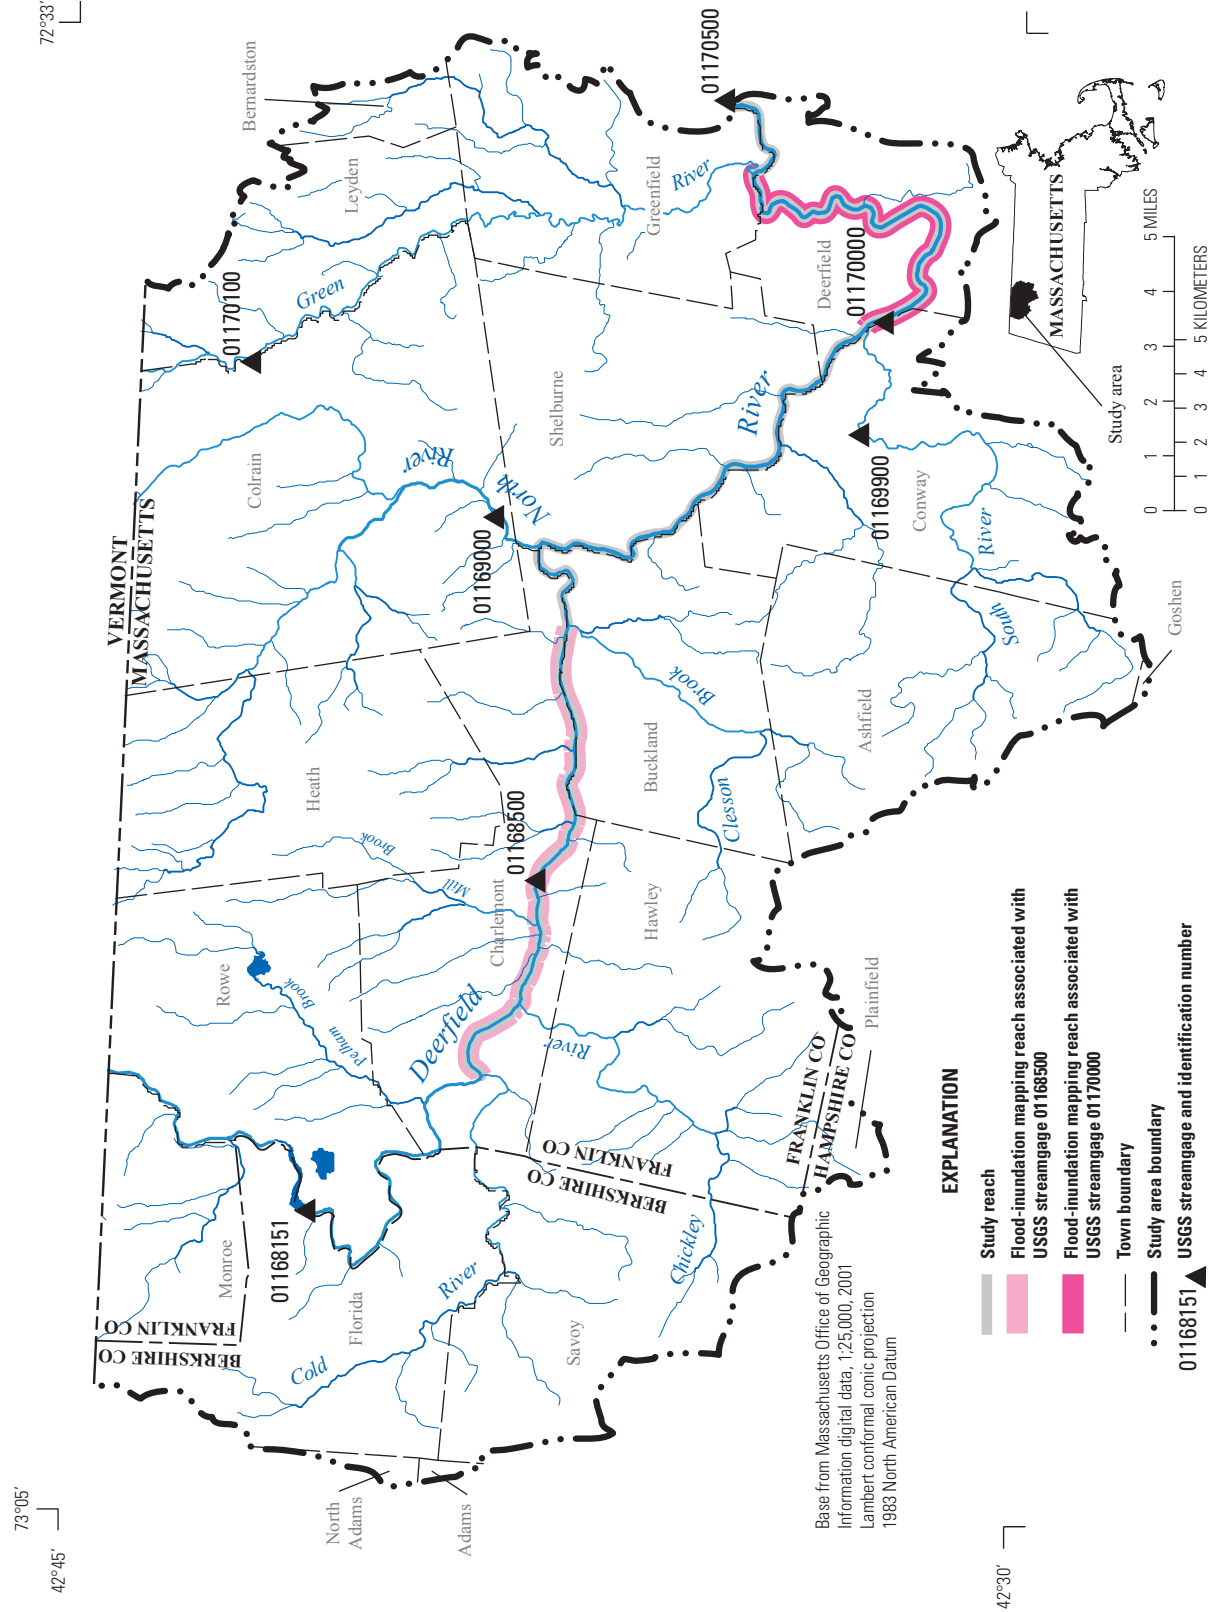 73°05′
72°33′
42°45′
42°30′
VERMONT
MASSACHUSETTS
BERKSHIRE CO
FRANKLIN CO
Monroe
Rowe
Heath
Colrain
Leyden
Bernardston
North
Adams
Adams
Florida
Savoy
Charlemont
Hawley
Buckland
Shelburne
Greenfield
Deerfield
Conway
Ashfield
Goshen
Plainfield
BERKSHIRE CO
FRANKLIN CO
FRANKLIN CO
HAMPSHIRE CO
Cold
River
Pelham
Brook
Mill
Brook
Deerfield
River
Chickley
River
Clesson
Brook
North
River
Green
River
South
River
01168151
01168500
01169000
01169900
01170000
01170100
01170500
Base from Massachusetts Office of Geographic
Information digital data, 1:25,000, 2001
Lambert conformal conic projection
1983 North American Datum
EXPLANATION
Study reach
Flood-inundation mapping reach associated with
USGS streamgage 01168500
Flood-inundation mapping reach associated with
USGS streamgage 01170000
Town boundary
Study area boundary
01168151 USGS streamgage and identification number
0 1 2 3 4 5 MILES
0 1 2 3 4 5 KILOMETERS
MASSACHUSETTS
Study area